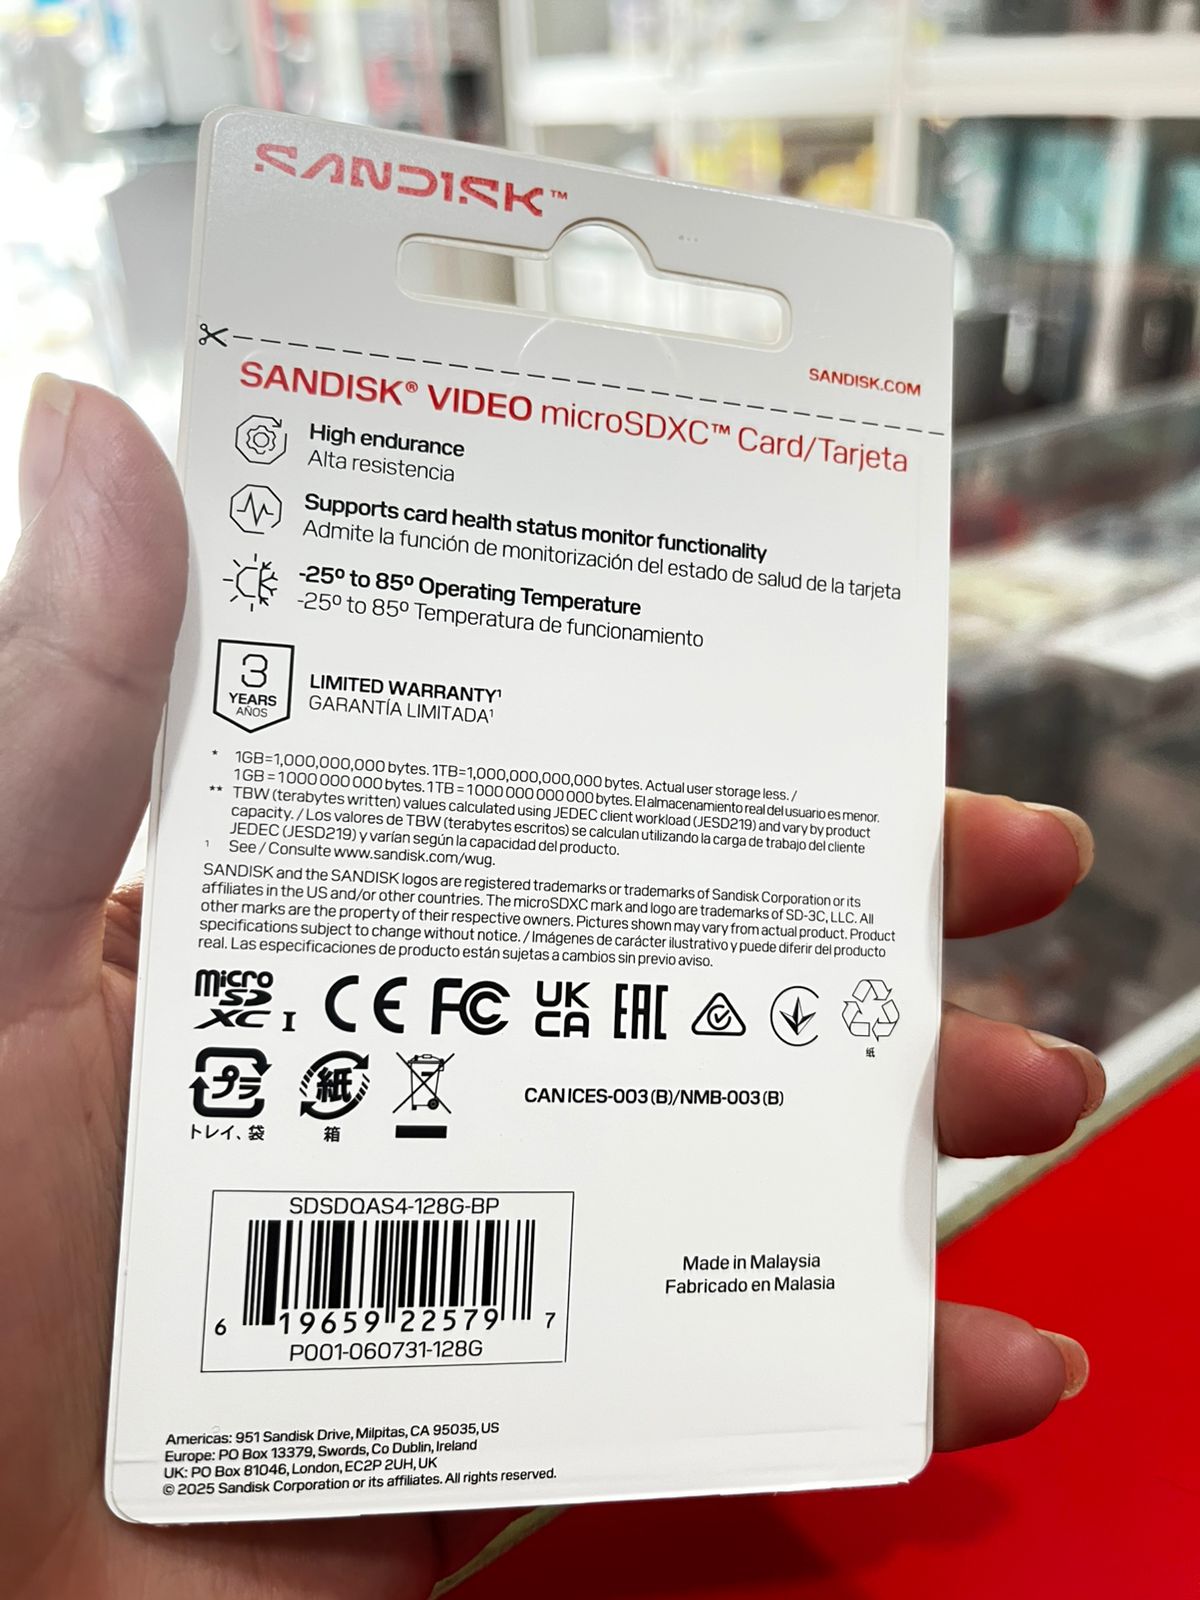 SANDISK™
SANDISK.COM
SANDISK® VIDEO microSDXC™ Card/Tarjeta
High endurance
Alta resistencia
Supports card health status monitor functionality
Admite la función de monitorización del estado de salud de la tarjeta
-25º to 85º Operating Temperature
-25º to 85º Temperatura de funcionamiento
3
YEARS
AÑOS
LIMITED WARRANTY¹
GARANTÍA LIMITADA¹
* 1GB=1,000,000,000 bytes. 1TB=1,000,000,000,000 bytes. Actual user storage less. /
1GB = 1 000 000 000 bytes. 1 TB = 1 000 000 000 000 bytes. El almacenamiento real del usuario es menor.
** TBW (terabytes written) values calculated using JEDEC client workload (JESD219) and vary by product
capacity. / Los valores de TBW (terabytes escritos) se calculan utilizando la carga de trabajo del cliente
JEDEC (JESD219) y varían según la capacidad del producto.
¹ See / Consulte www.sandisk.com/wug.
SANDISK and the SANDISK logos are registered trademarks or trademarks of Sandisk Corporation or its
affiliates in the US and/or other countries. The microSDXC mark and logo are trademarks of SD-3C, LLC. All
other marks are the property of their respective owners. Pictures shown may vary from actual product. Product
specifications subject to change without notice. / Imágenes de carácter ilustrativo y puede diferir del producto
real. Las especificaciones de producto están sujetas a cambios sin previo aviso.
micro SD XC I CE FC UK CA EAC
紙
プラ 紙
トレイ、袋 箱
CAN ICES-003 (B)/NMB-003 (B)
SDSDQAS4-128G-BP
6 19659 22579 7
P001-060731-128G
Made in Malaysia
Fabricado en Malasia
Americas: 951 Sandisk Drive, Milpitas, CA 95035, US
Europe: PO Box 13379, Swords, Co Dublin, Ireland
UK: PO Box 81046, London, EC2P 2UH, UK
© 2025 Sandisk Corporation or its affiliates. All rights reserved.